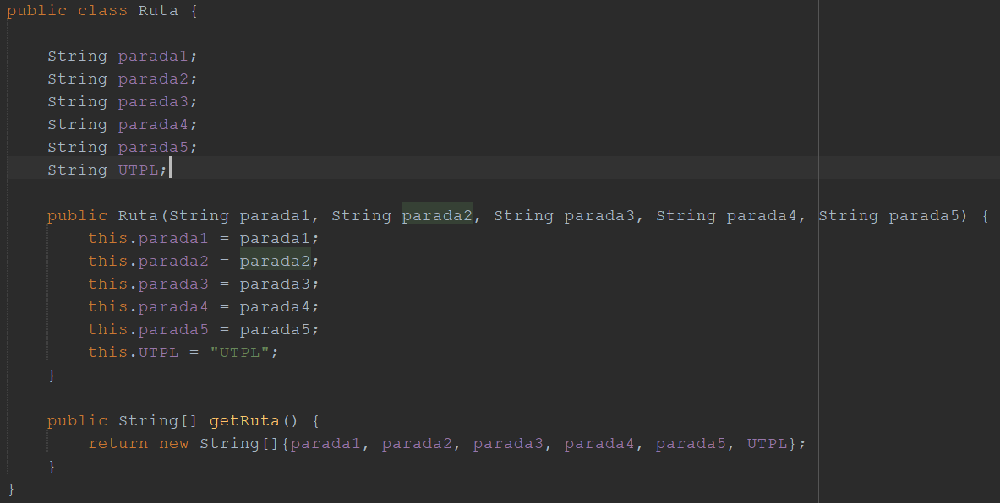 public class Ruta {
String parada1;
String parada2;
String parada3;
String parada4;
String parada5;
String UTPL;
public Ruta(String parada1, String parada2, String parada3, String parada4, String parada5) {
this.parada1 = parada1;
this.parada2 = parada2;
this.parada3 = parada3;
this.parada4 = parada4;
this.parada5 = parada5;
this.UTPL = "UTPL";
}
public String[] getRuta() {
return new String[]{parada1, parada2, parada3, parada4, parada5, UTPL};
}
}